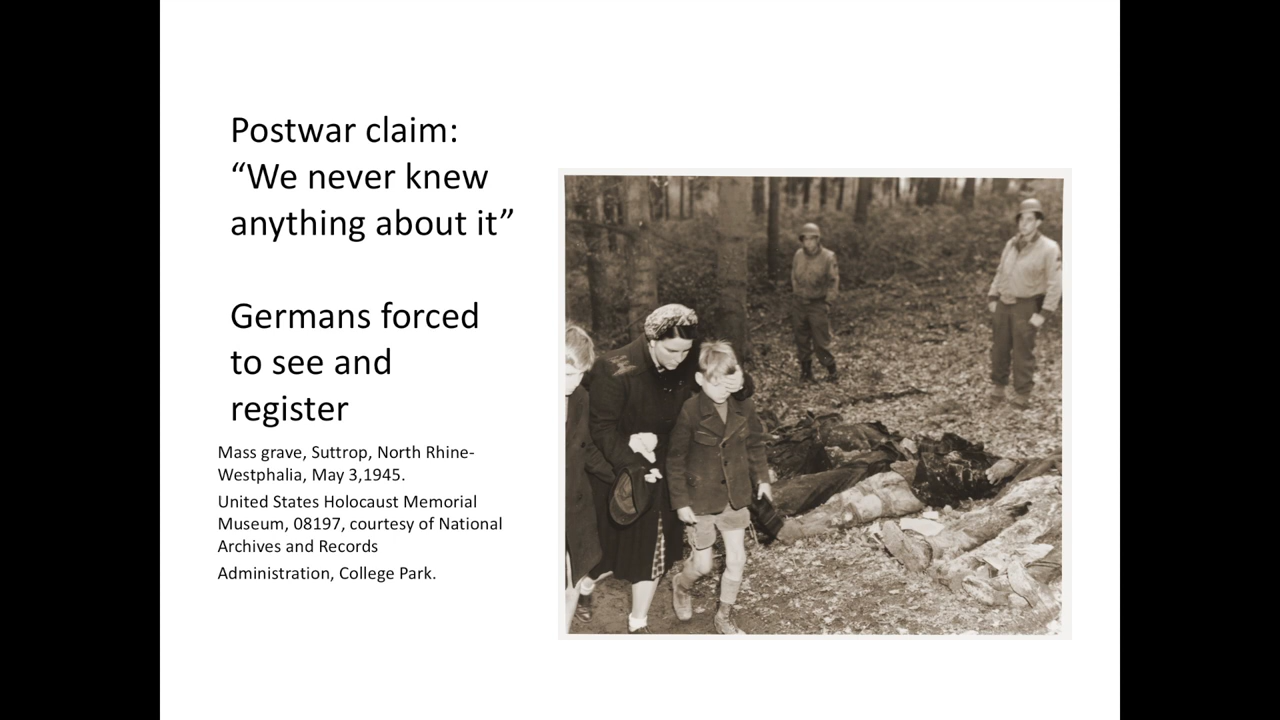 Postwar claim:
“We never knew
anything about it”
Germans forced
to see and
register
Mass grave, Suttrop, North Rhine-
Westphalia, May 3,1945.
United States Holocaust Memorial
Museum, 08197, courtesy of National
Archives and Records
Administration, College Park.